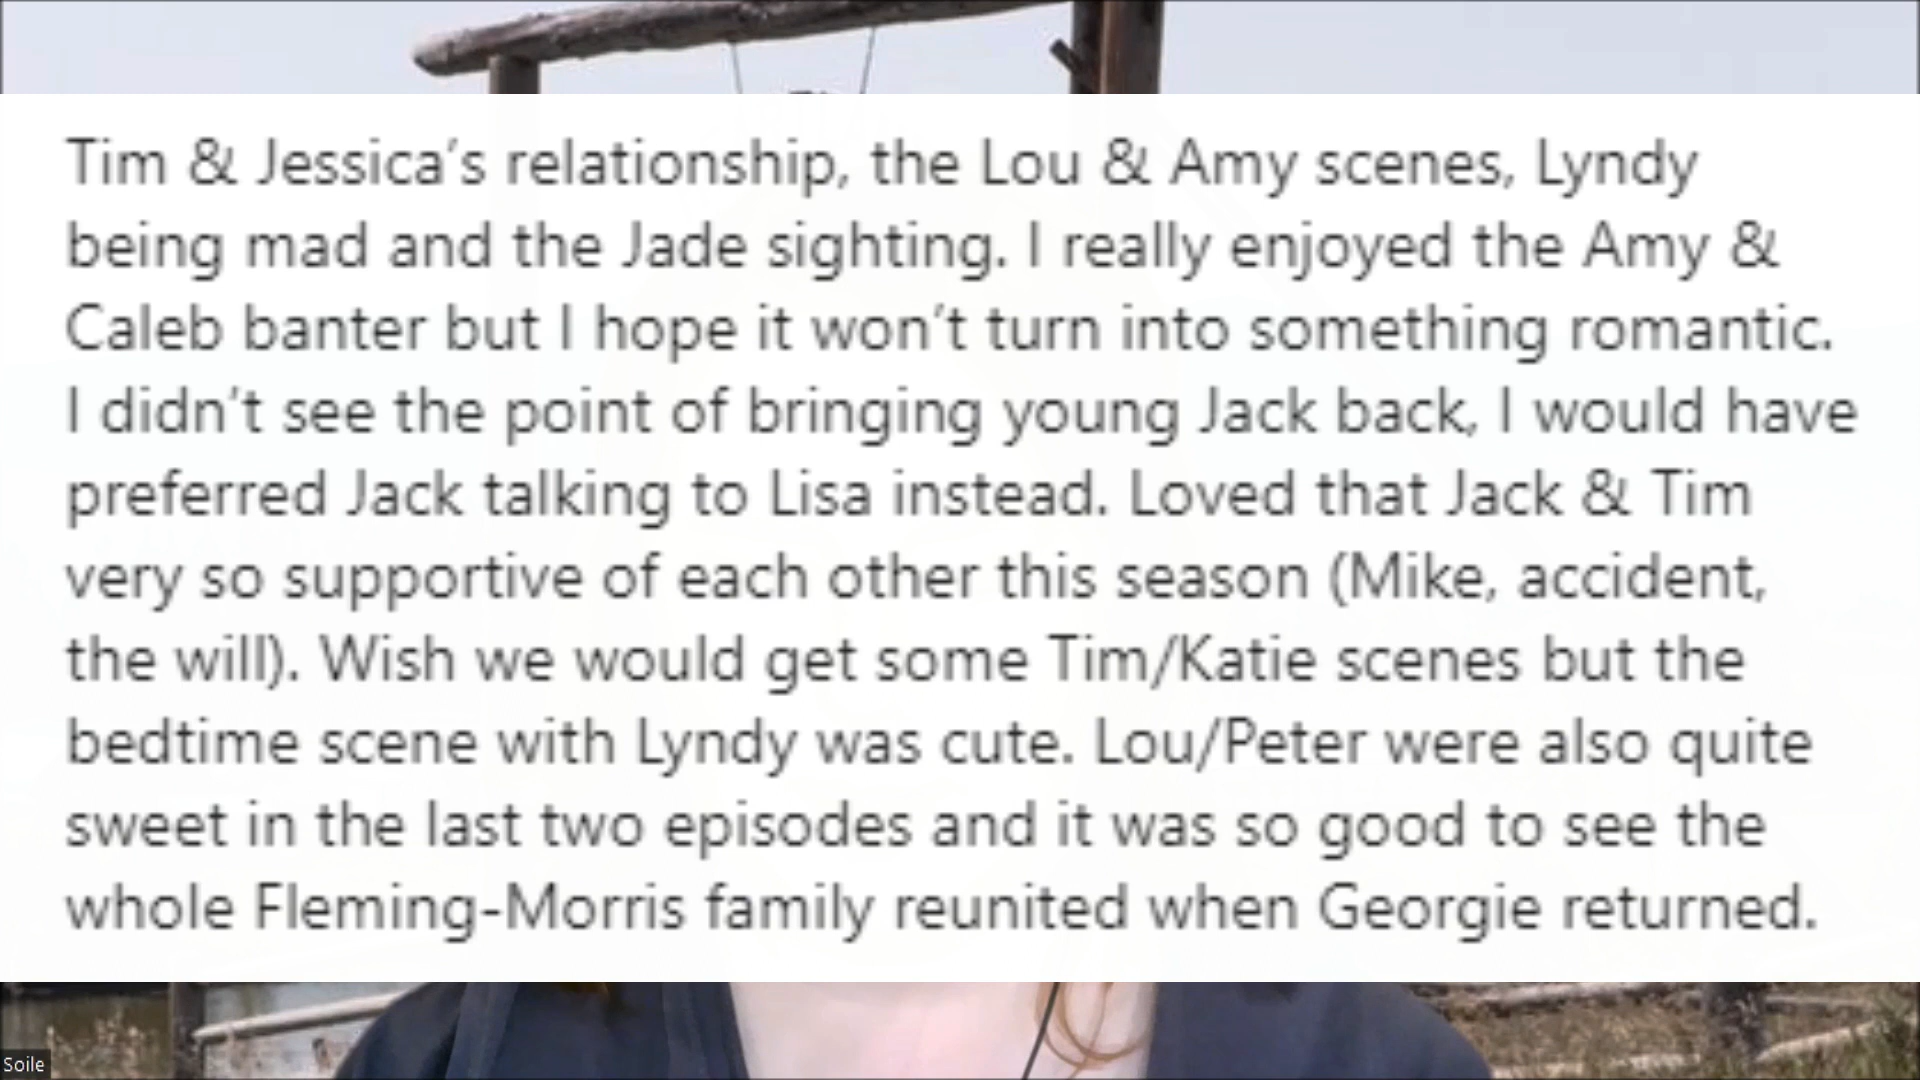 Tim & Jessica’s relationship, the Lou & Amy scenes, Lyndy
being mad and the Jade sighting. I really enjoyed the Amy &
Caleb banter but I hope it won’t turn into something romantic.
I didn’t see the point of bringing young Jack back, I would have
preferred Jack talking to Lisa instead. Loved that Jack & Tim
very so supportive of each other this season (Mike, accident,
the will). Wish we would get some Tim/Katie scenes but the
bedtime scene with Lyndy was cute. Lou/Peter were also quite
sweet in the last two episodes and it was so good to see the
whole Fleming-Morris family reunited when Georgie returned.
Soile